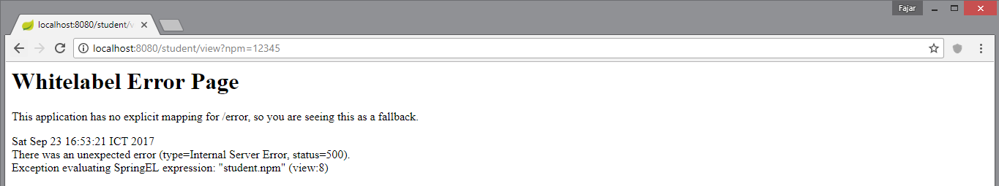 Fajar
localhost:8080/student/v
localhost:8080/student/view?npm=12345
Whitelabel Error Page
This application has no explicit mapping for /error, so you are seeing this as a fallback.
Sat Sep 23 16:53:21 ICT 2017
There was an unexpected error (type=Internal Server Error, status=500).
Exception evaluating SpringEL expression: "student.npm" (view:8)